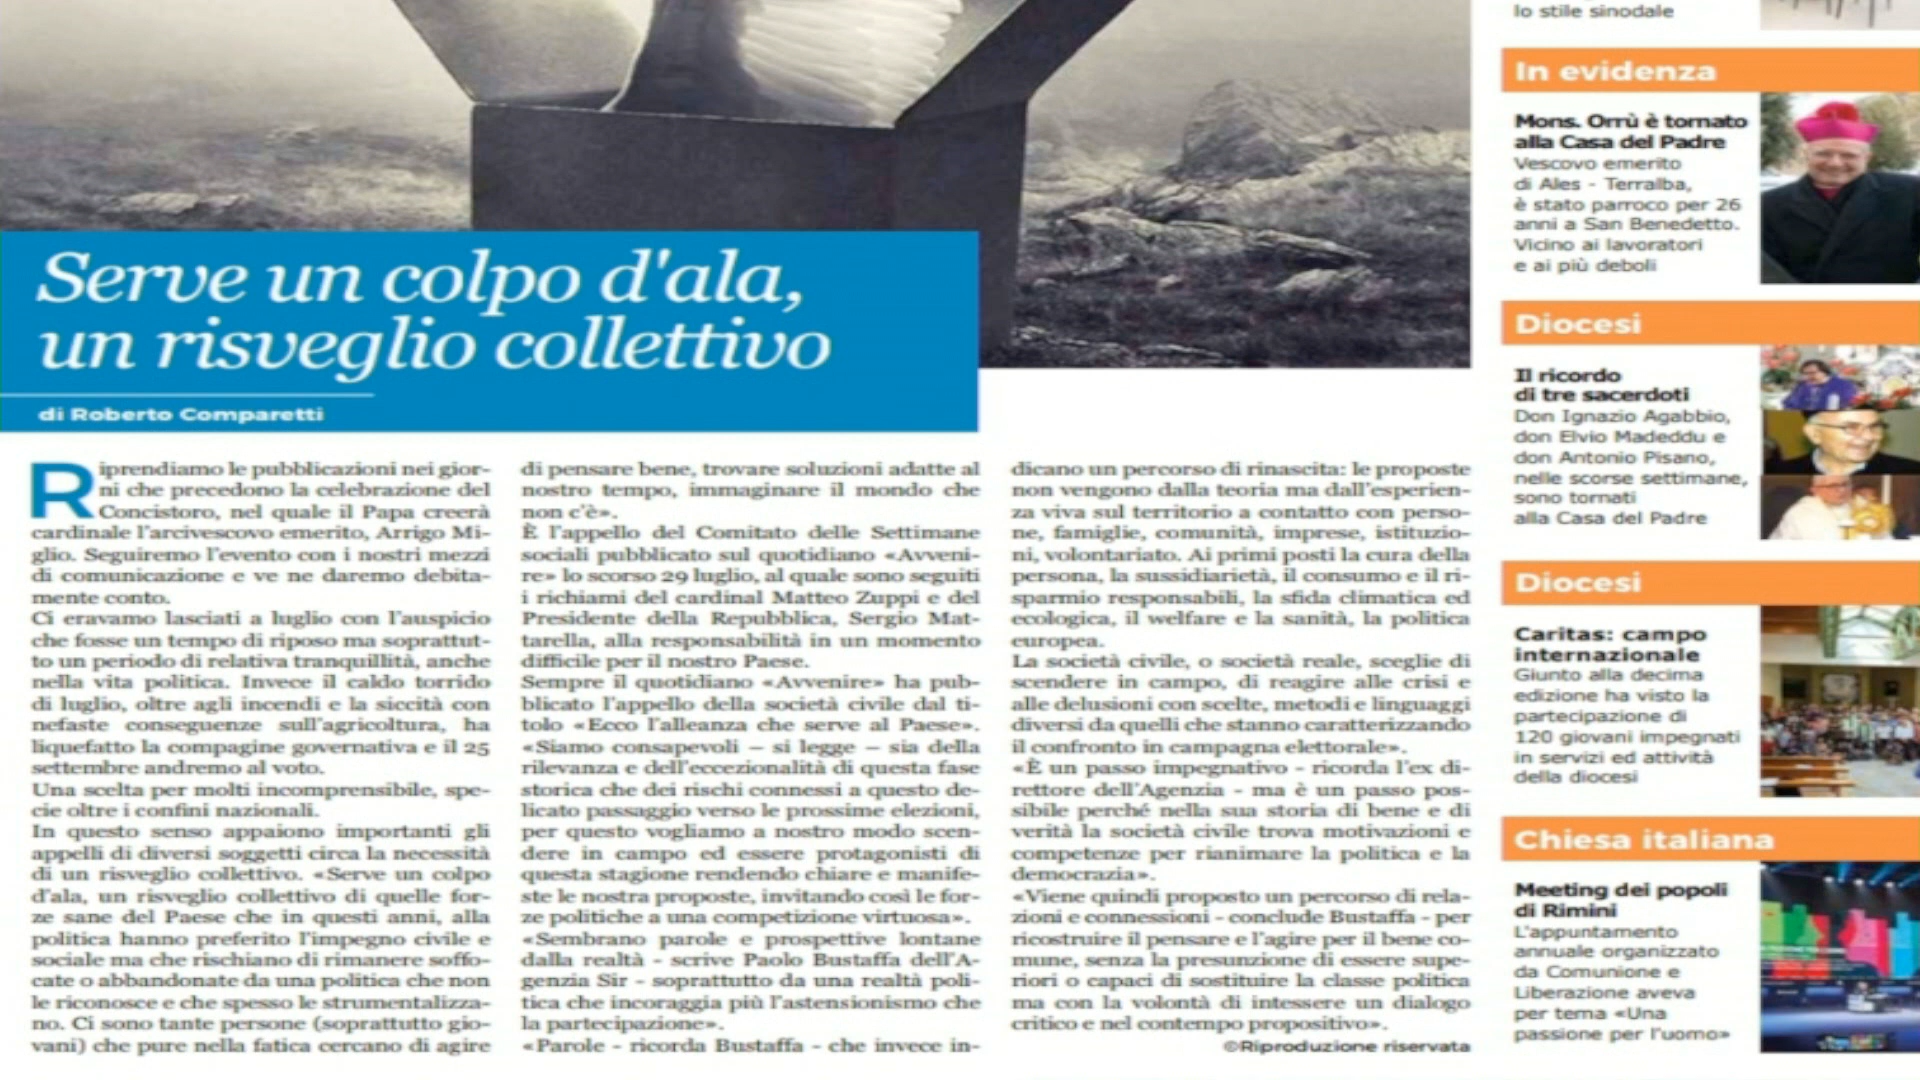 lo stile sinodale
Serve un colpo d'ala,
un risveglio collettivo
di Roberto Comparetti
Riprendiamo le pubblicazioni nei gior-
ni che precedono la celebrazione del
Concistoro, nel quale il Papa creerà
cardinale l'arcivescovo emerito, Arrigo Mi-
glio. Seguiremo l'evento con i nostri mezzi
di comunicazione e ve ne daremo debita-
mente conto.
Ci eravamo lasciati a luglio con l'auspicio
che fosse un tempo di riposo ma soprattut-
to un periodo di relativa tranquillità, anche
nella vita politica. Invece il caldo torrido
di luglio, oltre agli incendi e la siccità con
nefaste conseguenze sull'agricoltura, ha
liquefatto la compagine governativa e il 25
settembre andremo al voto.
Una scelta per molti incomprensibile, spe-
cie oltre i confini nazionali.
In questo senso appaiono importanti gli
appelli di diversi soggetti circa la necessità
di un risveglio collettivo. «Serve un colpo
d'ala, un risveglio collettivo di quelle for-
ze sane del Paese che in questi anni, alla
politica hanno preferito l'impegno civile e
sociale ma che rischiano di rimanere soffo-
cate o abbandonate da una politica che non
le riconosce e che spesso le strumentalizza-
no. Ci sono tante persone (soprattutto gio-
vani) che pure nella fatica cercano di agire
di pensare bene, trovare soluzioni adatte al
nostro tempo, immaginare il mondo che
non c'è».
È l'appello del Comitato delle Settimane
sociali pubblicato sul quotidiano «Avveni-
re» lo scorso 29 luglio, al quale sono seguiti
i richiami del cardinal Matteo Zuppi e del
Presidente della Repubblica, Sergio Mat-
tarella, alla responsabilità in un momento
difficile per il nostro Paese.
Sempre il quotidiano «Avvenire» ha pub-
blicato l'appello della società civile dal ti-
tolo «Ecco l'alleanza che serve al Paese».
«Siamo consapevoli – si legge – sia della
rilevanza e dell'eccezionalità di questa fase
storica che dei rischi connessi a questo de-
licato passaggio verso le prossime elezioni,
per questo vogliamo a nostro modo scen-
dere in campo ed essere protagonisti di
questa stagione rendendo chiare e manife-
ste le nostra proposte, invitando così le for-
ze politiche a una competizione virtuosa».
«Sembrano parole e prospettive lontane
dalla realtà - scrive Paolo Bustaffa dell'A-
genzia Sir - soprattutto da una realtà poli-
tica che incoraggia più l'astensionismo che
la partecipazione».
«Parole - ricorda Bustaffa - che invece in-
dicano un percorso di rinascita: le proposte
non vengono dalla teoria ma dall'esperien-
za viva sul territorio a contatto con perso-
ne, famiglie, comunità, imprese, istituzio-
ni, volontariato. Ai primi posti la cura della
persona, la sussidiarietà, il consumo e il ri-
sparmio responsabili, la sfida climatica ed
ecologica, il welfare e la sanità, la politica
europea.
La società civile, o società reale, sceglie di
scendere in campo, di reagire alle crisi e
alle delusioni con scelte, metodi e linguaggi
diversi da quelli che stanno caratterizzando
il confronto in campagna elettorale».
«È un passo impegnativo - ricorda l'ex di-
rettore dell'Agenzia - ma è un passo pos-
sibile perché nella sua storia di bene e di
verità la società civile trova motivazioni e
competenze per rianimare la politica e la
democrazia».
«Viene quindi proposto un percorso di rela-
zioni e connessioni - conclude Bustaffa - per
ricostruire il pensare e l'agire per il bene co-
mune, senza la presunzione di essere supe-
riori o capaci di sostituire la classe politica
ma con la volontà di intessere un dialogo
critico e nel contempo propositivo».
©Riproduzione riservata
In evidenza
Mons. Orrù è tornato
alla Casa del Padre
Vescovo emerito
di Ales - Terralba,
è stato parroco per 26
anni a San Benedetto.
Vicino ai lavoratori
e ai più deboli
Diocesi
Il ricordo
di tre sacerdoti
Don Ignazio Agabbio,
don Elvio Madeddu e
don Antonio Pisano,
nelle scorse settimane,
sono tornati
alla Casa del Padre
Diocesi
Caritas: campo
internazionale
Giunto alla decima
edizione ha visto la
partecipazione di
120 giovani impegnati
in servizi ed attività
della diocesi
Chiesa italiana
Meeting dei popoli
di Rimini
L'appuntamento
annuale organizzato
da Comunione e
Liberazione aveva
per tema «Una
passione per l'uomo»